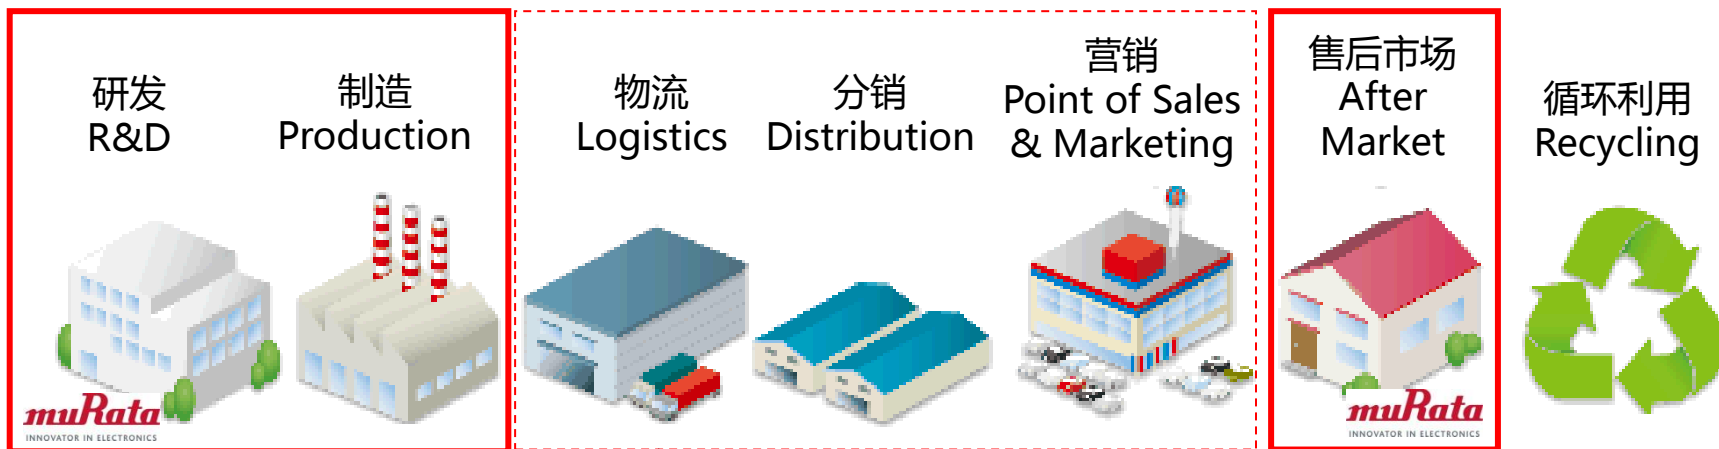 研发
R&D
制造
Production
物流
Logistics
分销
Distribution
营销
Point of Sales
& Marketing
售后市场
After
Market
循环利用
Recycling
muRata
INNOVATOR IN ELECTRONICS
muRata
INNOVATOR IN ELECTRONICS